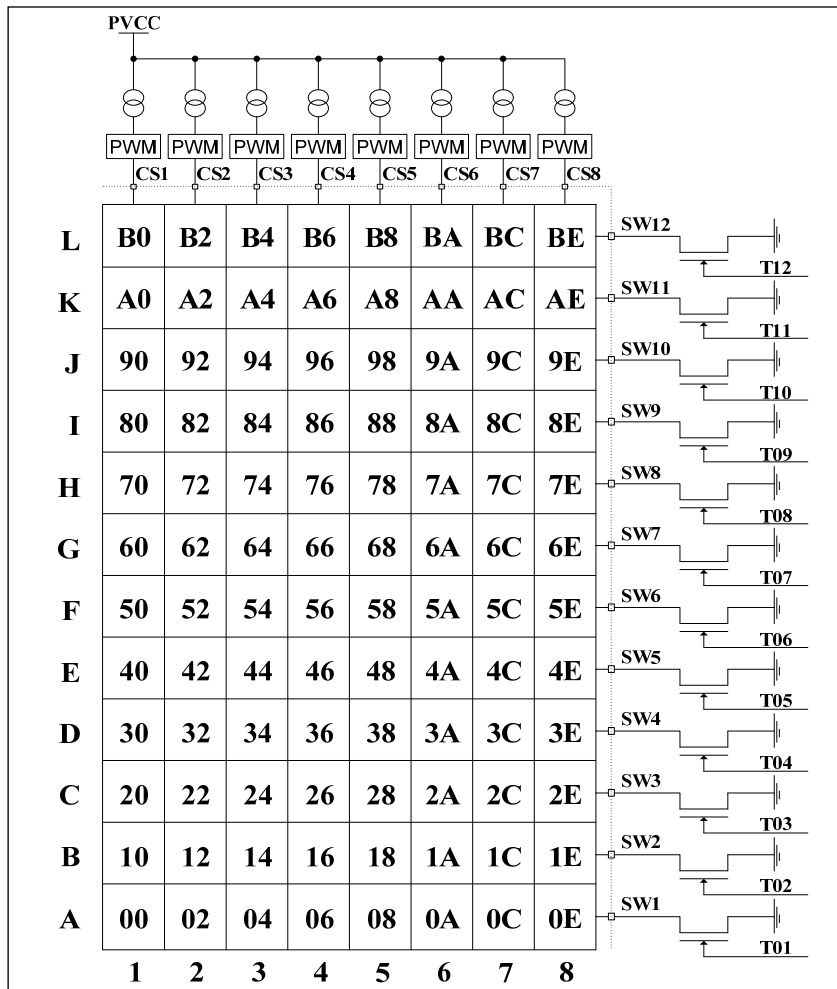 PVCC
PWM PWM PWM PWM PWM PWM PWM PWM
CS1 CS2 CS3 CS4 CS5 CS6 CS7 CS8
L B0 B2 B4 B6 B8 BA BC BE SW12
T12
K A0 A2 A4 A6 A8 AA AC AE SW11
T11
J 90 92 94 96 98 9A 9C 9E SW10
T10
I 80 82 84 86 88 8A 8C 8E SW9
T09
H 70 72 74 76 78 7A 7C 7E SW8
T08
G 60 62 64 66 68 6A 6C 6E SW7
T07
F 50 52 54 56 58 5A 5C 5E SW6
T06
E 40 42 44 46 48 4A 4C 4E SW5
T05
D 30 32 34 36 38 3A 3C 3E SW4
T04
C 20 22 24 26 28 2A 2C 2E SW3
T03
B 10 12 14 16 18 1A 1C 1E SW2
T02
A 00 02 04 06 08 0A 0C 0E SW1
T01
1 2 3 4 5 6 7 8